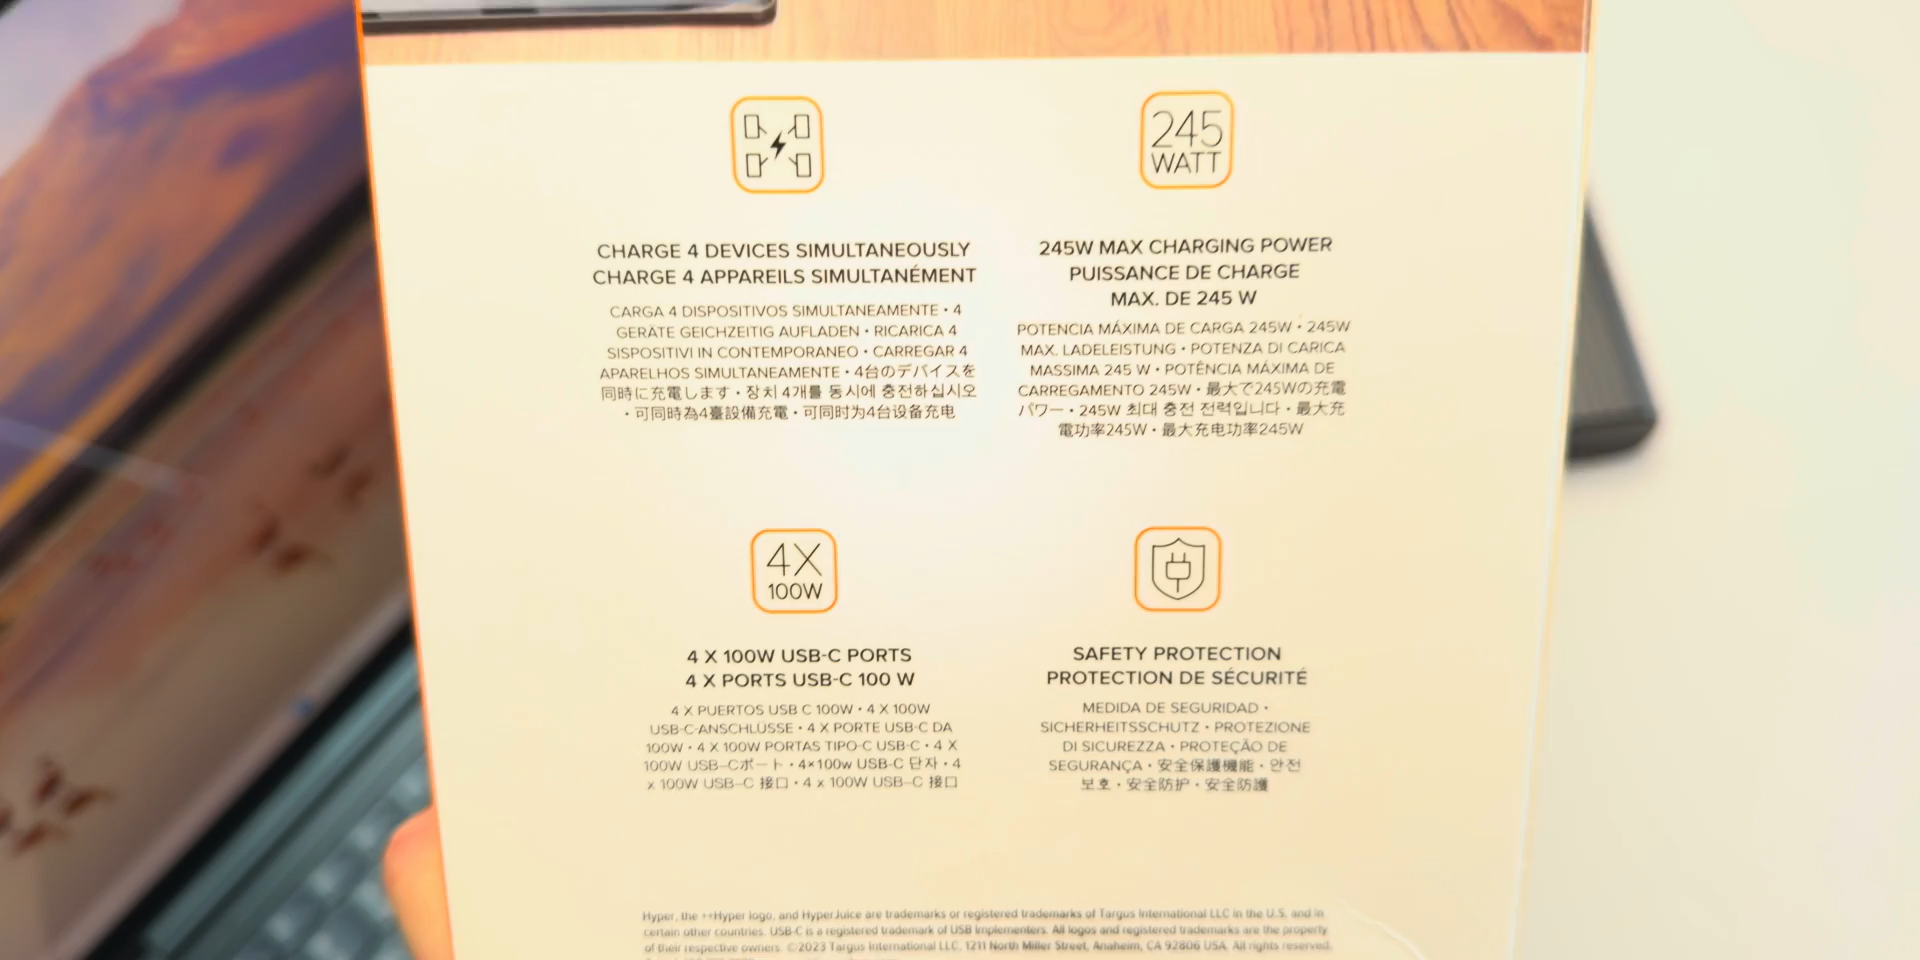 245
WATT
CHARGE 4 DEVICES SIMULTANEOUSLY
CHARGE 4 APPAREILS SIMULTANÉMENT
CARGA 4 DISPOSITIVOS SIMULTANEAMENTE • 4
GERÄTE GEICHZEITIG AUFLADEN • RICARICA 4
SISPOSITIVI IN CONTEMPORANEO • CARREGAR 4
APARELHOS SIMULTANEAMENTE • 4台のデバイスを
同時に充電します • 장치 4개를 동시에 충전하십시오
• 可同時為4臺設備充電 • 可同时为4台设备充电
245W MAX CHARGING POWER
PUISSANCE DE CHARGE
MAX. DE 245 W
POTENCIA MÁXIMA DE CARGA 245W • 245W
MAX. LADELEISTUNG • POTENZA DI CARICA
MASSIMA 245 W • POTÊNCIA MÁXIMA DE
CARREGAMENTO 245W • 最大で245Wの充電
パワー • 245W 최대 충전 전력입니다 • 最大充
電功率245W • 最大充电功率245W
4X
100W
4 X 100W USB-C PORTS
4 X PORTS USB-C 100 W
4 X PUERTOS USB C 100W • 4 X 100W
USB-C-ANSCHLÜSSE • 4 X PORTE USB-C DA
100W • 4 X 100W PORTAS TIPO-C USB-C • 4 X
100W USB–Cポート • 4×100w USB-C 단자 • 4
x 100W USB–C 接口 • 4 x 100W USB–C 接口
SAFETY PROTECTION
PROTECTION DE SÉCURITÉ
MEDIDA DE SEGURIDAD •
SICHERHEITSSCHUTZ • PROTEZIONE
DI SICUREZZA • PROTEÇÃO DE
SEGURANÇA • 安全保護機能 • 안전
보호 • 安全防护 • 安全防護
Hyper, the ++Hyper logo, and HyperJuice are trademarks or registered trademarks of Targus International LLC in the U.S. and in
certain other countries. USB-C is a registered trademark of USB Implementers. All logos and registered trademarks are the property
of their respective owners. ©2023 Targus International LLC, 1211 North Miller Street, Anaheim, CA 92806 USA. All rights reserved.